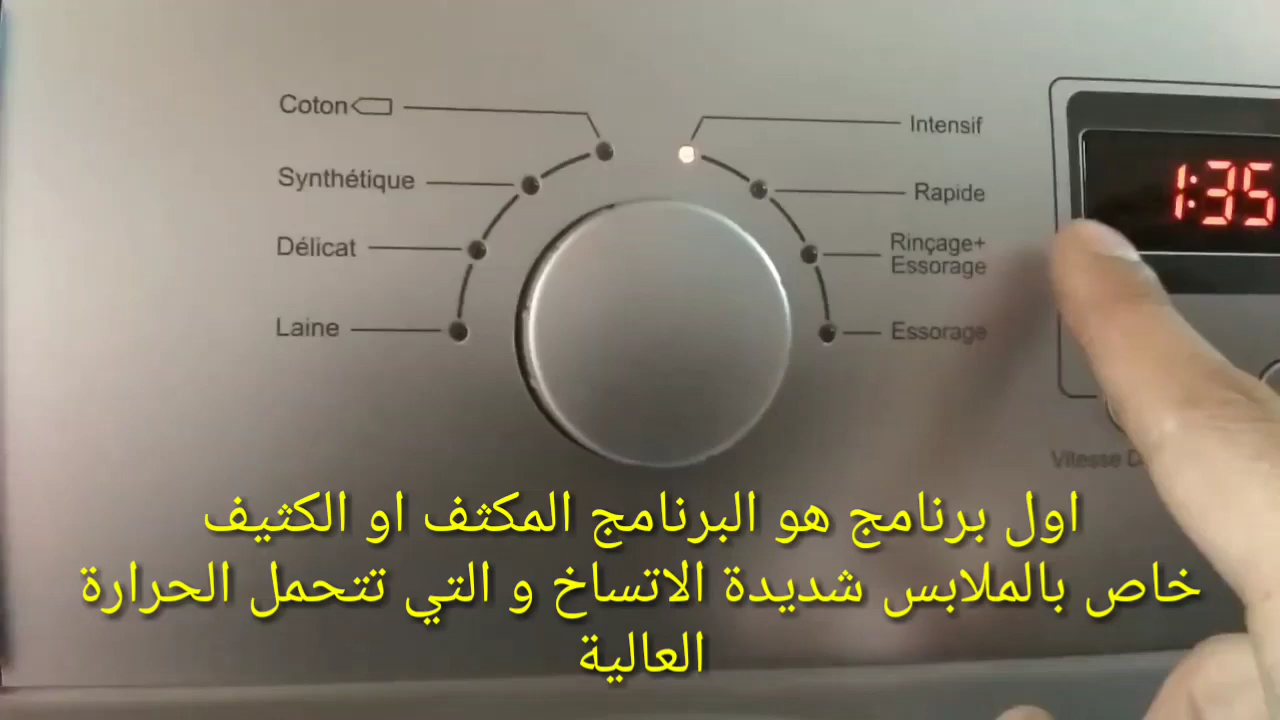 Coton
Synthétique
Délicat
Laine
Intensif
Rapide
Rinçage+
Essorage
Essorage
1:35
Vitesse
اول برنامج هو البرنامج المكثف او الكثيف
خاص بالملابس شديدة الاتساخ و التي تتحمل الحرارة
العالية